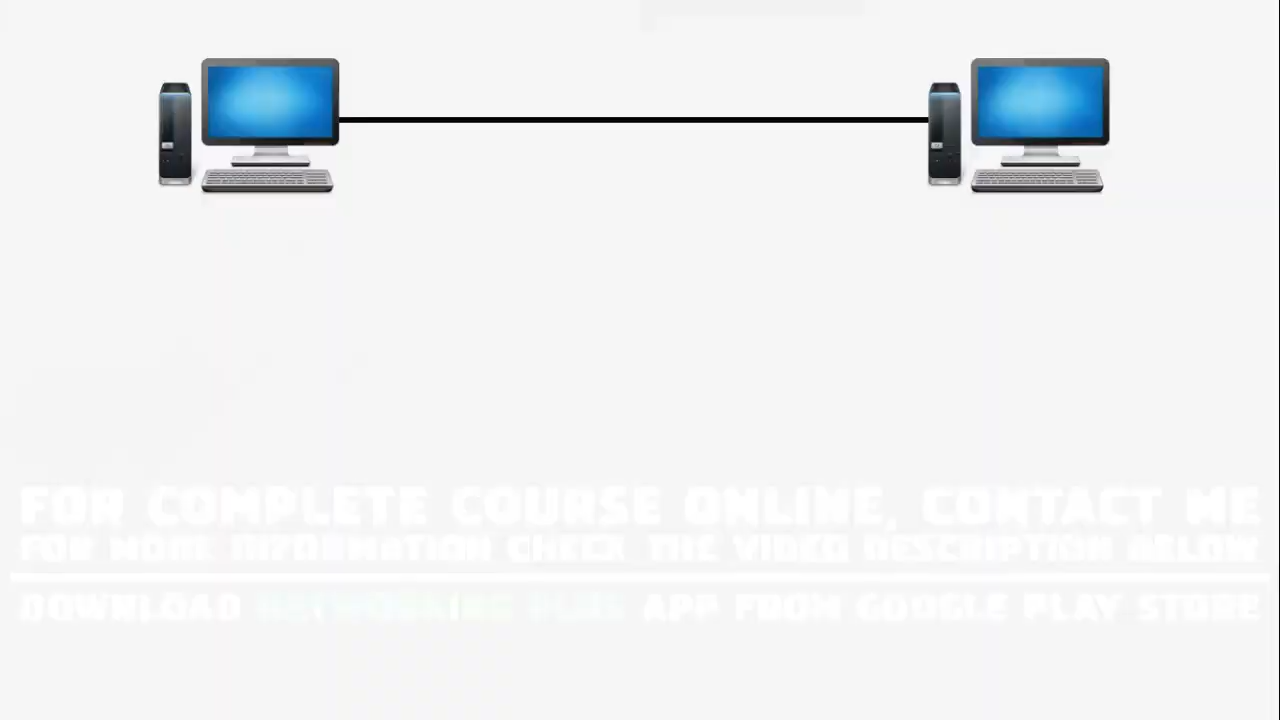 FOR COMPLETE COURSE ONLINE, CONTACT ME
FOR MORE INFORMATION CHECK THE VIDEO DESCRIPTION BELOW
DOWNLOAD NETWORKING PLUS APP FROM GOOGLE PLAY STORE